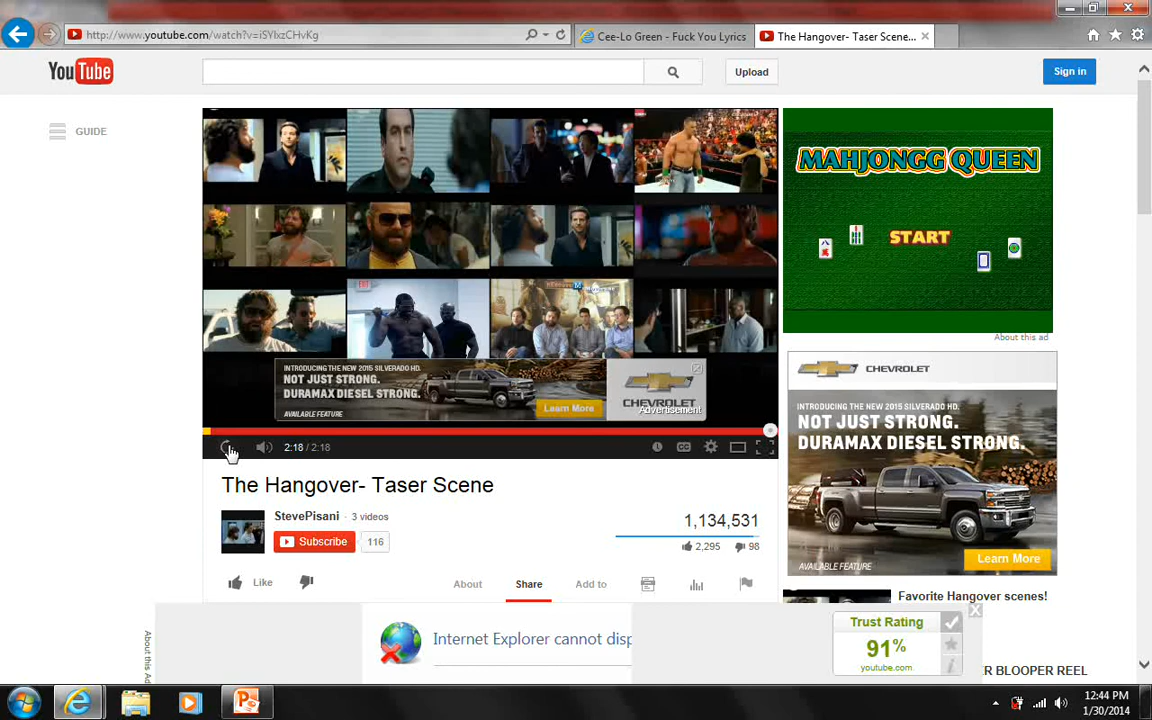 http://www.youtube.com/watch?v=iSYlxzCHvKg
Cee-Lo Green - Fuck You Lyrics
The Hangover- Taser Scene...
YouTube
Upload
Sign in
GUIDE
MAHJONGG QUEEN
START
About this ad
INTRODUCING THE NEW 2015 SILVERADO HD.
NOT JUST STRONG.
DURAMAX DIESEL STRONG.
AVAILABLE FEATURE
Learn More
CHEVROLET
Advertisement
2:18 / 2:18
CC
CHEVROLET
INTRODUCING THE NEW 2015 SILVERADO HD.
NOT JUST STRONG.
DURAMAX DIESEL STRONG.
AVAILABLE FEATURE
Learn More
The Hangover- Taser Scene
StevePisani · 3 videos
Subscribe 116
1,134,531
2,295 98
Like
About Share Add to
Favorite Hangover scenes!
About this Ad
Internet Explorer cannot disp
Trust Rating
91%
youtube.com
R BLOOPER REEL
12:44 PM
1/30/2014